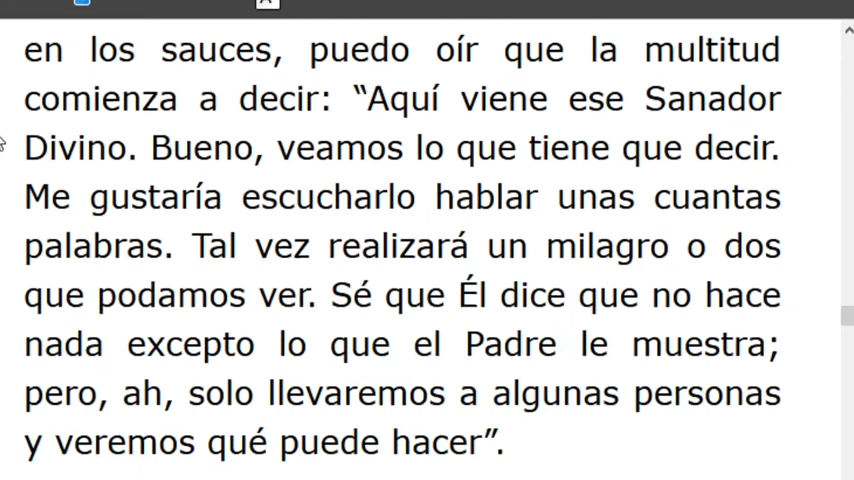 en los sauces, puedo oír que la multitud
comienza a decir: “Aquí viene ese Sanador
Divino. Bueno, veamos lo que tiene que decir.
Me gustaría escucharlo hablar unas cuantas
palabras. Tal vez realizará un milagro o dos
que podamos ver. Sé que Él dice que no hace
nada excepto lo que el Padre le muestra;
pero, ah, solo llevaremos a algunas personas
y veremos qué puede hacer”.